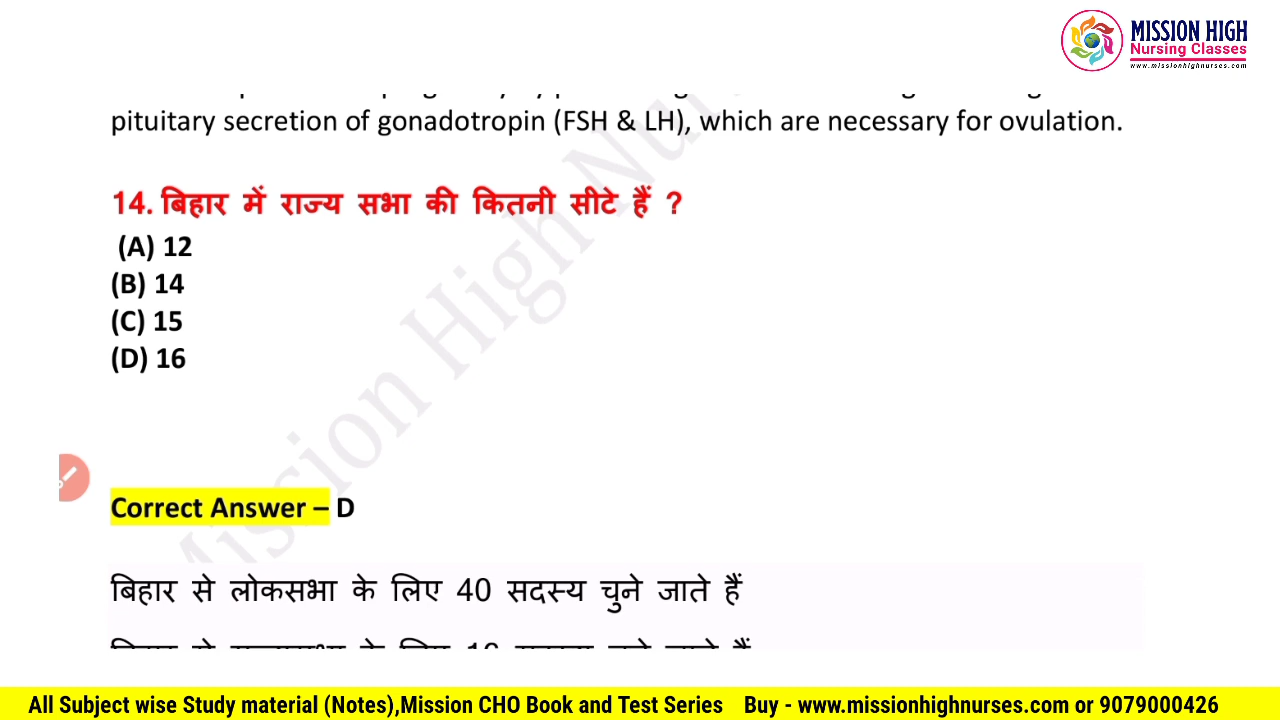 MISSION HIGH
Nursing Classes
www.missionhighnurses.com
pituitary secretion of gonadotropin (FSH & LH), which are necessary for ovulation.
14. बिहार में राज्य सभा की कितनी सीटे हैं ?
(A) 12
(B) 14
(C) 15
(D) 16
Correct Answer – D
बिहार से लोकसभा के लिए 40 सदस्य चुने जाते हैं
All Subject wise Study material (Notes),Mission CHO Book and Test Series Buy - www.missionhighnurses.com or 9079000426